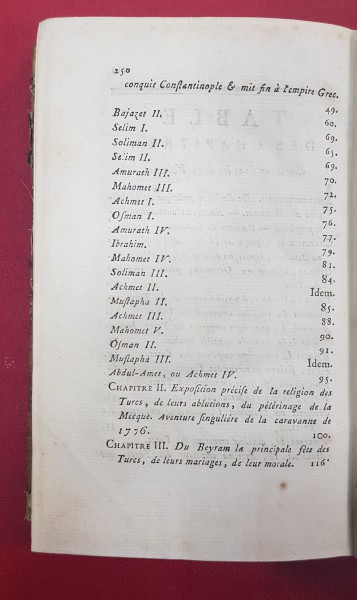 250
conquit Constantinople & mit fin à l'empire Grec.
49.
Bajazet II. 60.
Selim I. 69.
Soliman II. 65.
Selim II. 69.
Amurath III. 70.
Mahomet III. 72.
Achmet I. 75.
Osman I. 76.
Amurath IV. 77.
Ibrahim. 79.
Mahomet IV. 81.
Soliman III. 84.
Achmet II. Idem.
Mustapha II. 85.
Achmet III. 88.
Mahomet V. 90.
Osman II. 91.
Mustapha III. Idem.
Abdul-Amet, ou Achmet IV. 95.
CHAPITRE II. Exposition précise de la religion des
Turcs, de leurs ablutions, du pélérinage de la
Mecque. Aventure singuliére de la caravanne de
1776. 100.
CHAPITRE III. Du Beyram la principale fête des
Turcs, de leurs mariages, de leur morale. 116